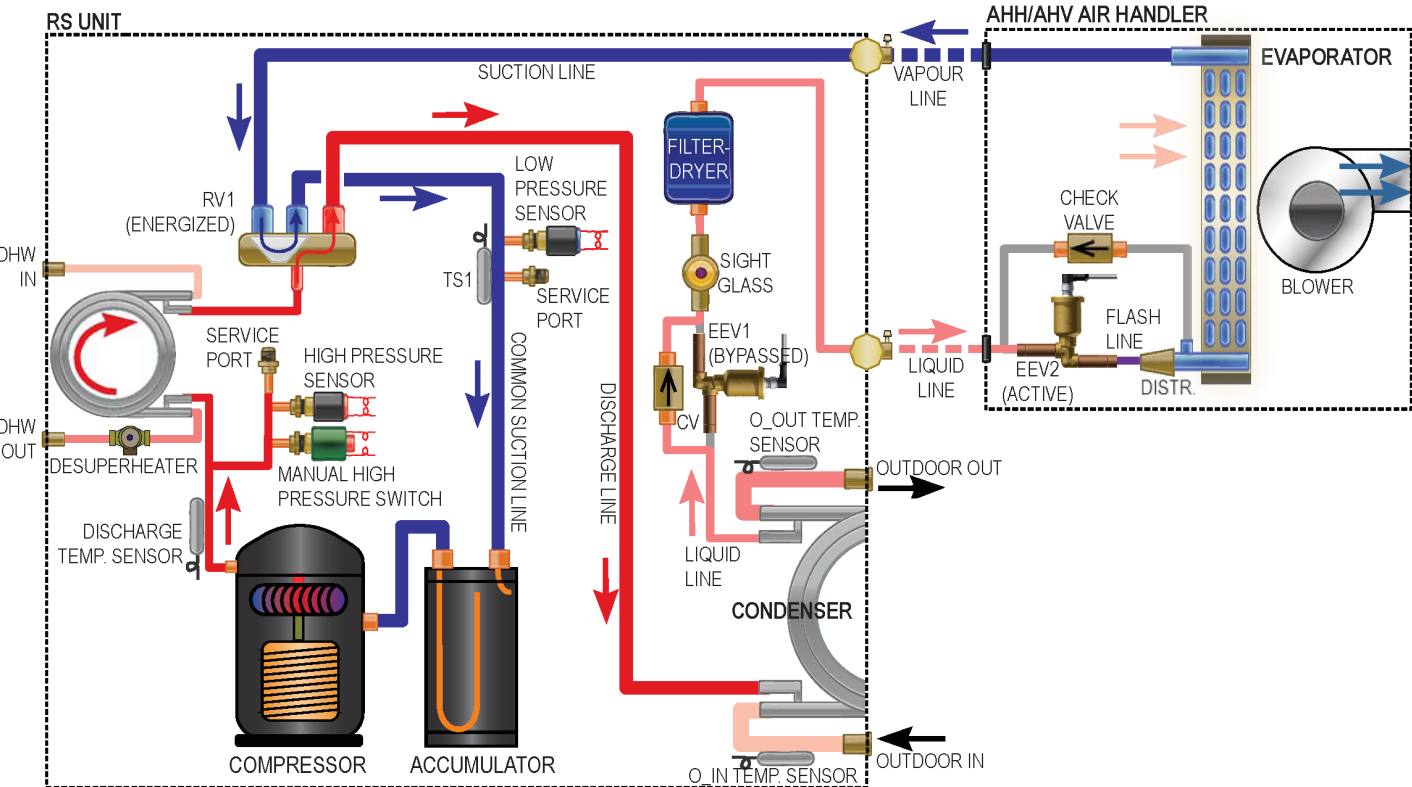 RS UNIT
AHH/AHV AIR HANDLER
EVAPORATOR
SUCTION LINE
VAPOUR
LINE
FILTER-
DRYER
LOW
PRESSURE
SENSOR
RV1
(ENERGIZED)
CHECK
VALVE
TS1
SERVICE
PORT
SIGHT
GLASS
BLOWER
DHW
IN
SERVICE
PORT
HIGH PRESSURE
SENSOR
COMMON SUCTION LINE
DISCHARGE LINE
EEV1
(BYPASSED)
LIQUID
LINE
FLASH
LINE
EEV2
(ACTIVE)
DISTR.
CV
O_OUT TEMP.
SENSOR
DHW
OUT
DESUPERHEATER
MANUAL HIGH
PRESSURE SWITCH
OUTDOOR OUT
DISCHARGE
TEMP. SENSOR
LIQUID
LINE
CONDENSER
COMPRESSOR
ACCUMULATOR
O_IN TEMP. SENSOR
OUTDOOR IN